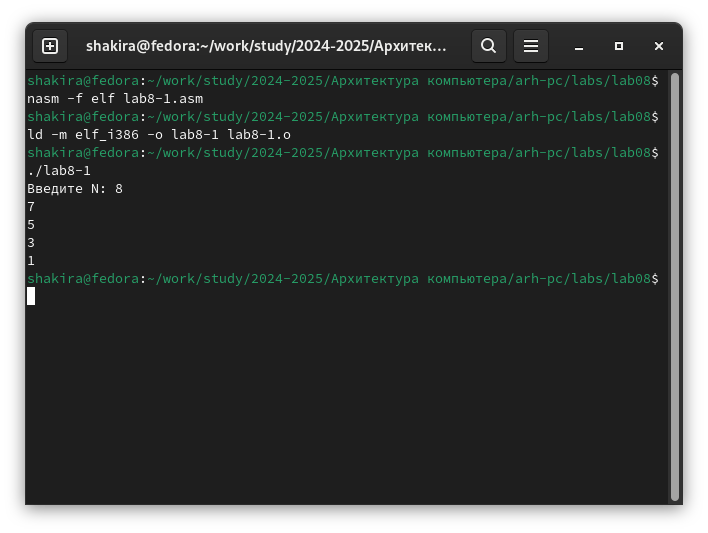 shakira@fedora:~/work/study/2024-2025/Архитек...
shakira@fedora:~/work/study/2024-2025/Архитектура компьютера/arh-pc/labs/lab08$
nasm -f elf lab8-1.asm
shakira@fedora:~/work/study/2024-2025/Архитектура компьютера/arh-pc/labs/lab08$
ld -m elf_i386 -o lab8-1 lab8-1.o
shakira@fedora:~/work/study/2024-2025/Архитектура компьютера/arh-pc/labs/lab08$
./lab8-1
Введите N: 8
7
5
3
1
shakira@fedora:~/work/study/2024-2025/Архитектура компьютера/arh-pc/labs/lab08$